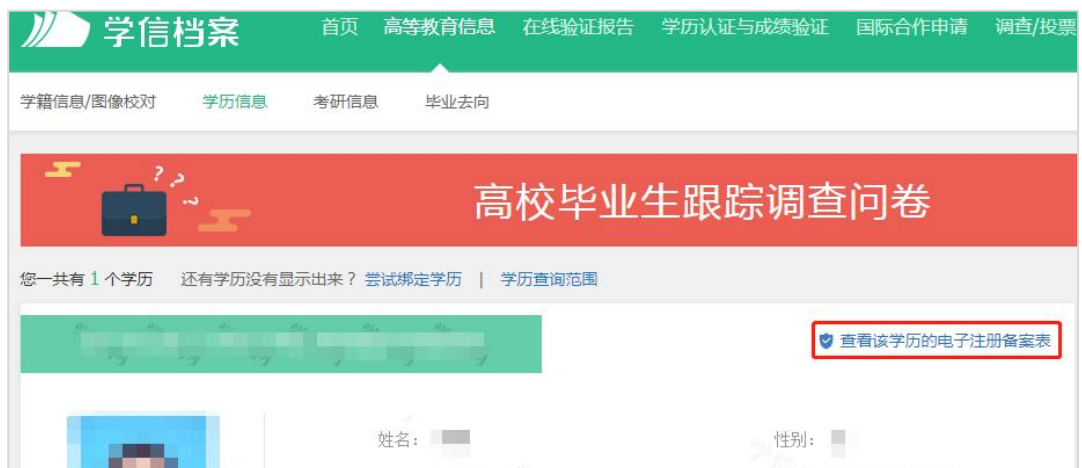 学信档案 首页 高等教育信息 在线验证报告 学历认证与成绩验证 国际合作申请 调查/投票
学籍信息/图像校对 学历信息 考研信息 毕业去向
? ? ?
高校毕业生跟踪调查问卷
您一共有 1 个学历 还有学历没有显示出来？ 尝试绑定学历 | 学历查询范围
查看该学历的电子注册备案表
姓名： 性别：